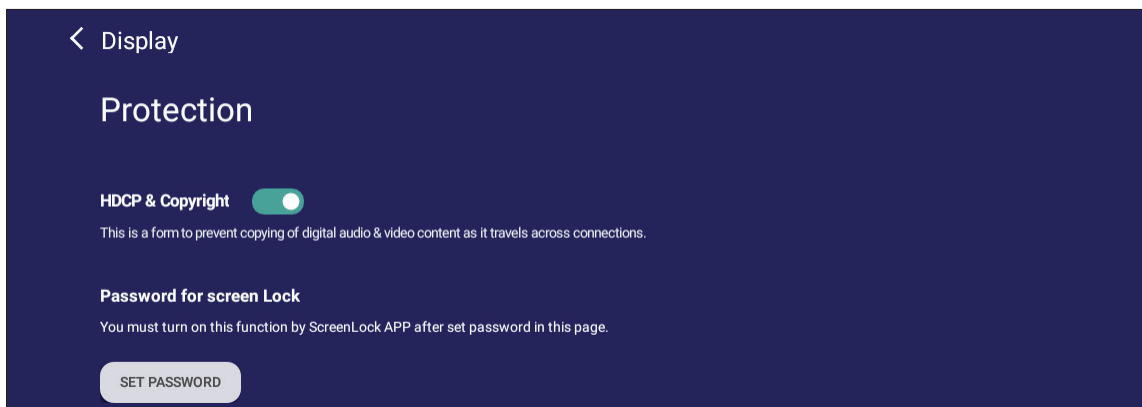 Display
Protection
HDCP & Copyright
This is a form to prevent copying of digital audio & video content as it travels across connections.
Password for screen Lock
You must turn on this function by ScreenLock APP after set password in this page.
SET PASSWORD